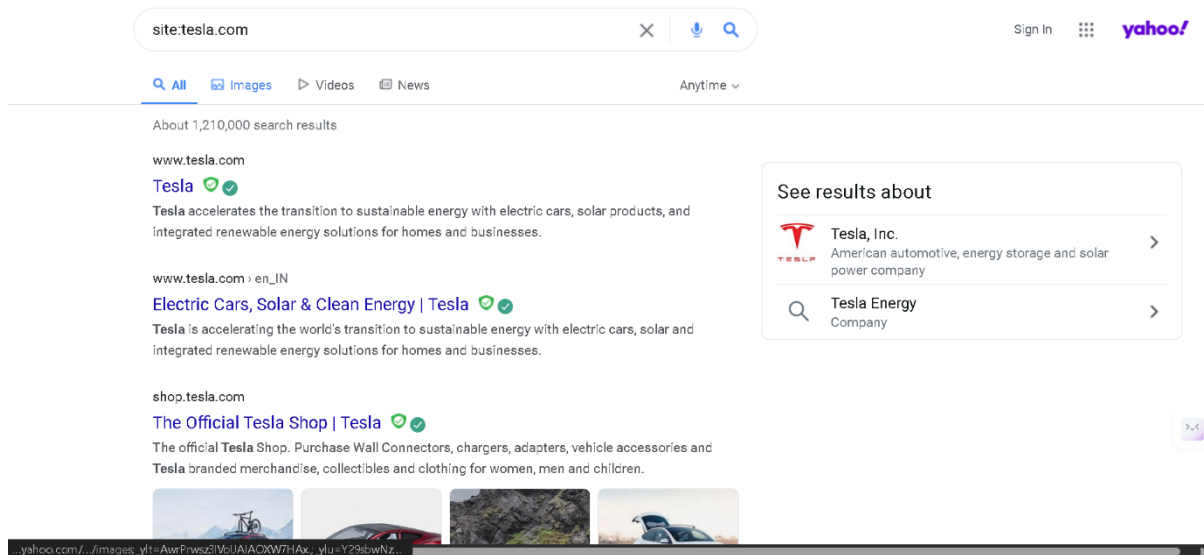 site:tesla.com
Sign In
yahoo!
All Images Videos News Anytime
About 1,210,000 search results
www.tesla.com
Tesla
Tesla accelerates the transition to sustainable energy with electric cars, solar products, and
integrated renewable energy solutions for homes and businesses.
www.tesla.com › en_IN
Electric Cars, Solar & Clean Energy | Tesla
Tesla is accelerating the world's transition to sustainable energy with electric cars, solar and
integrated renewable energy solutions for homes and businesses.
shop.tesla.com
The Official Tesla Shop | Tesla
The official Tesla Shop. Purchase Wall Connectors, chargers, adapters, vehicle accessories and
Tesla branded merchandise, collectibles and clothing for women, men and children.
See results about
TESLA
Tesla, Inc.
American automotive, energy storage and solar
power company
Tesla Energy
Company